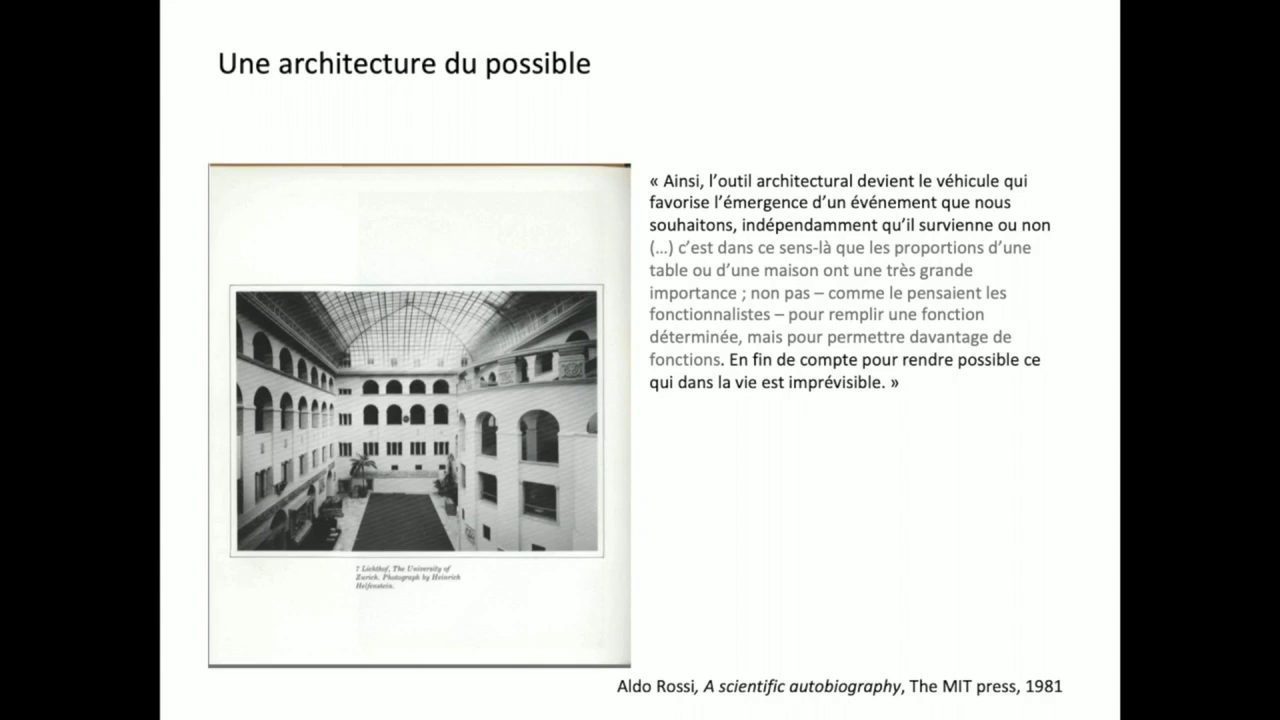 Une architecture du possible
« Ainsi, l’outil architectural devient le véhicule qui
favorise l’émergence d’un événement que nous
souhaitons, indépendamment qu’il survienne ou non
(…) c’est dans ce sens-là que les proportions d’une
table ou d’une maison ont une très grande
importance ; non pas – comme le pensaient les
fonctionnalistes – pour remplir une fonction
déterminée, mais pour permettre davantage de
fonctions. En fin de compte pour rendre possible ce
qui dans la vie est imprévisible. »
7 Lichthof, The University of
Zurich. Photograph by Heinrich
Helfenstein.
Aldo Rossi, A scientific autobiography, The MIT press, 1981